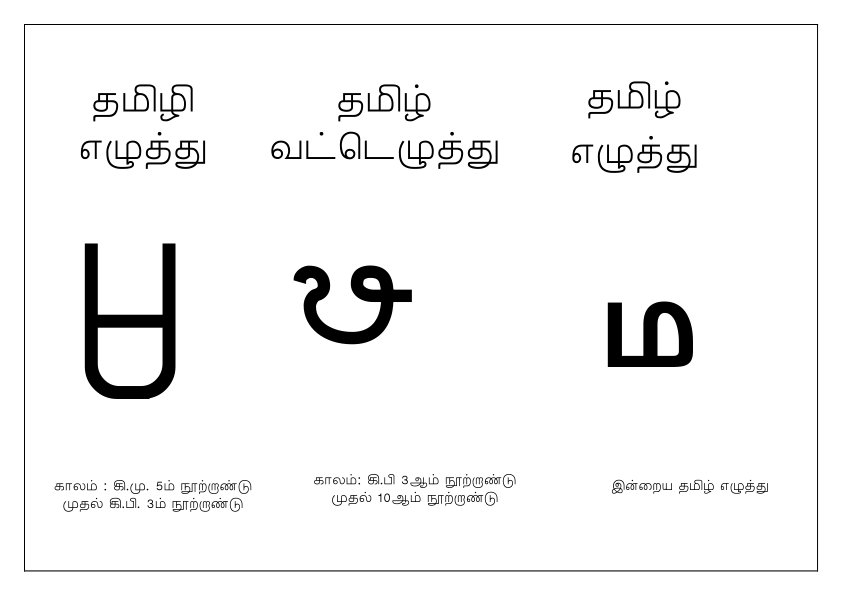 தமிழி
எழுத்து
𑀫
காலம் : கி.மு. 5ம் நூற்றாண்டு
முதல் கி.பி. 3ம் நூற்றாண்டு
தமிழ்
வட்டெழுத்து
காலம்: கி.பி 3ஆம் நூற்றாண்டு
முதல் 10ஆம் நூற்றாண்டு
தமிழ்
எழுத்து
ம
இன்றைய தமிழ் எழுத்து